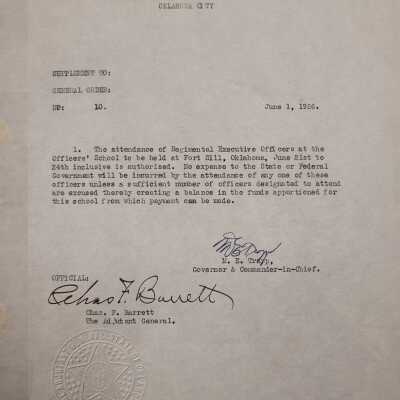 OKLAHOMA CITY
SUPPLEMENT TO:
GENERAL ORDER:
NO: 10. June 1, 1926.
1. The attendance of Regimental Executive Officers at the
Officers' School to be held at Fort Sill, Oklahoma, June 21st to
24th inclusive is authorized. No expense to the State or Federal
Government will be incurred by the attendance of any one of these
officers unless a sufficient number of officers designated to attend
are excused thereby creating a balance in the funds apportioned for
this school from which payment can be made.
M E Trapp
M. E. Trapp,
Governor & Commander-in-Chief.
OFFICIAL:
Chas. F. Barrett
Chas. F. Barrett
The Adjutant General.